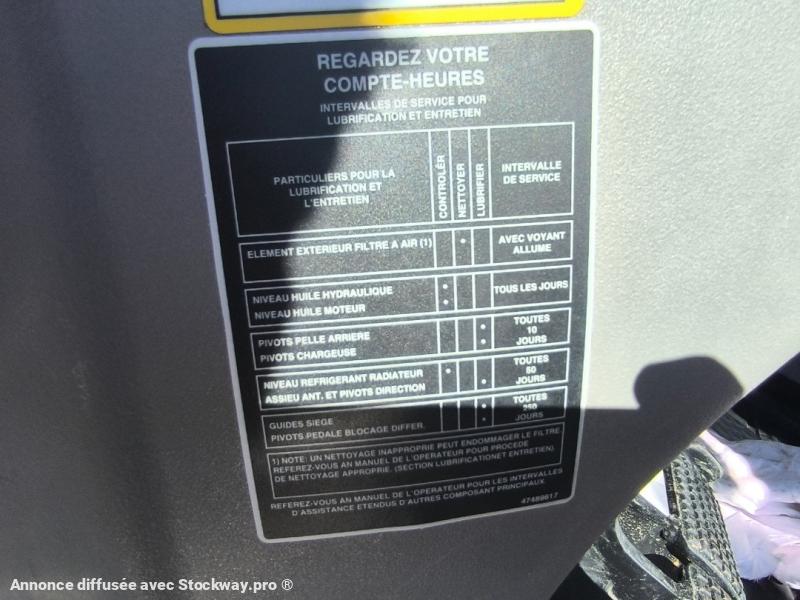 REGARDEZ VOTRE
COMPTE-HEURES
INTERVALLES DE SERVICE POUR
LUBRIFICATION ET ENTRETIEN
PARTICULIERS POUR LA
LUBRIFICATION ET
L'ENTRETIEN
CONTROLER
NETTOYER
LUBRIFIER
INTERVALLE
DE SERVICE
ELEMENT EXTERIEUR FILTRE A AIR (1)
AVEC VOYANT
ALLUME
NIVEAU HUILE HYDRAULIQUE
NIVEAU HUILE MOTEUR
TOUS LES JOURS
PIVOTS PELLE ARRIERE
PIVOTS CHARGEUSE
TOUTES
10
JOURS
NIVEAU REFRIGERANT RADIATEUR
ASSIEU ANT. ET PIVOTS DIRECTION
TOUTES
50
JOURS
GUIDES SIEGE
PIVOTS PEDALE BLOCAGE DIFFER.
TOUTES
250
JOURS
1) NOTE: UN NETTOYAGE INAPPROPRIE PEUT ENDOMMAGER LE FILTRE
REFEREZ-VOUS AN MANUEL DE L'OPERATEUR POUR PROCEDE
DE NETTOYAGE APPROPRIE. (SECTION LUBRIFICATIONET ENTRETIEN).
REFEREZ-VOUS AN MANUEL DE L'OPERATEUR POUR LES INTERVALLES
D'ASSISTANCE ETENDUS D'AUTRES COMPOSANT PRINCIPAUX.
47489617
Annonce diffusée avec Stockway.pro ®